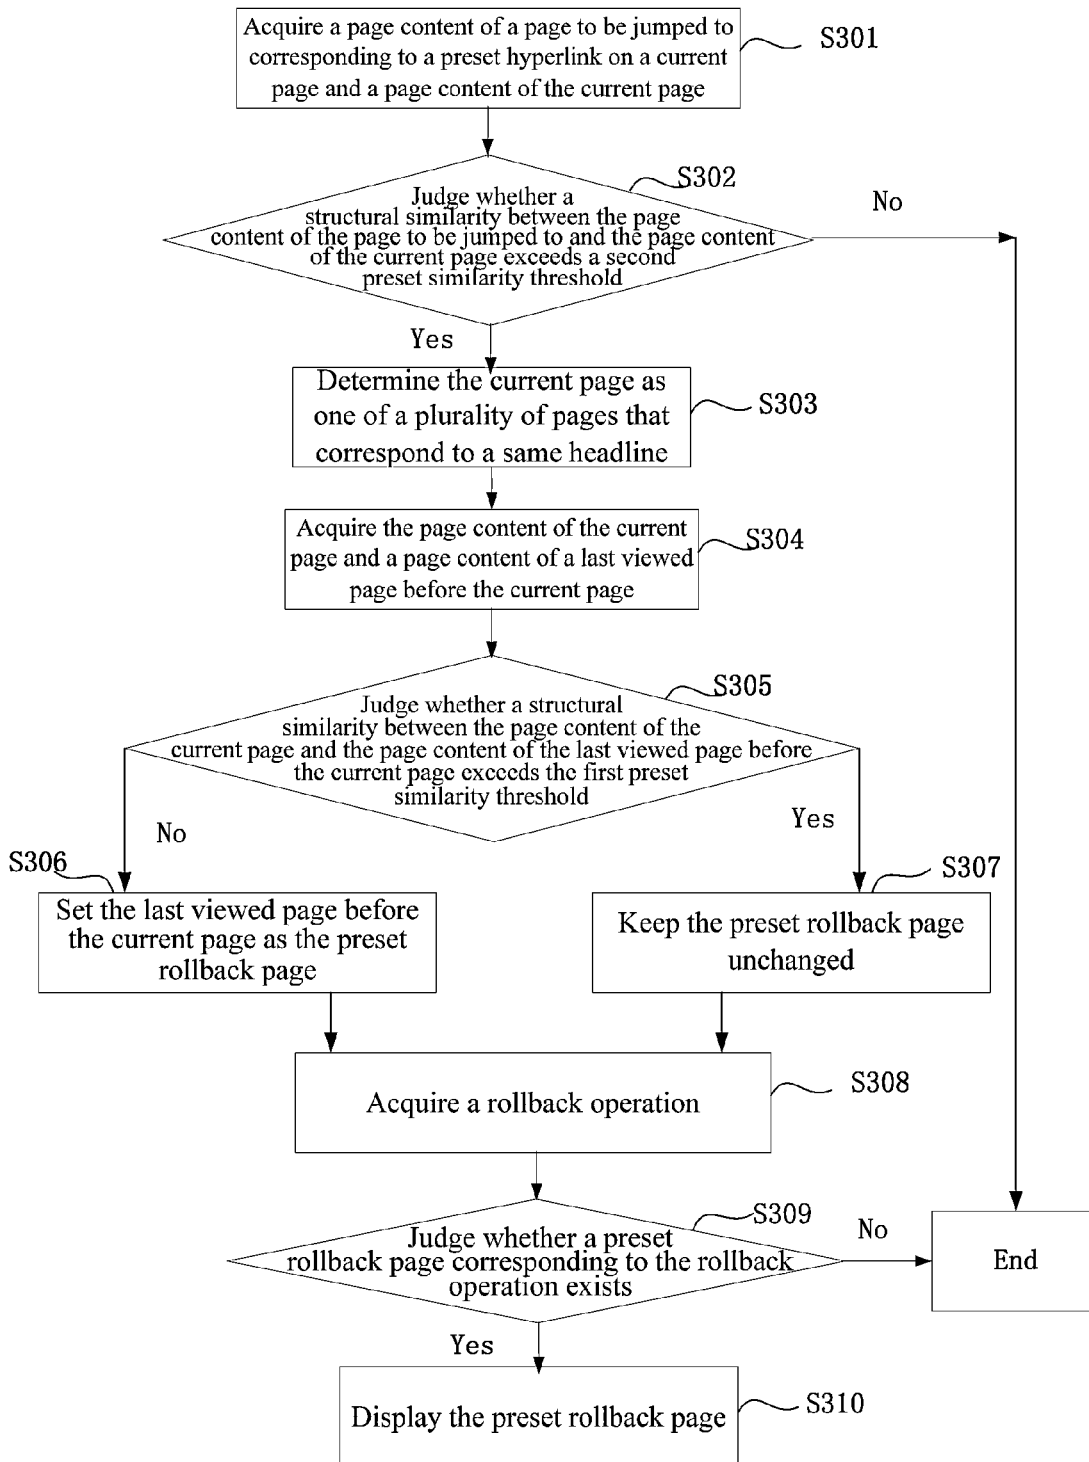 Acquire a page content of a page to be jumped to
corresponding to a preset hyperlink on a current
page and a page content of the current page
S301
S302
Judge whether a
structural similarity between the page
content of the page to be jumped to and the page content
of the current page exceeds a second
preset similarity threshold
No
Yes
Determine the current page as
one of a plurality of pages that
correspond to a same headline
S303
Acquire the page content of the current
page and a page content of a last viewed
page before the current page
S304
S305
Judge whether a structural
similarity between the page content of the
current page and the page content of the last viewed page before
the current page exceeds the first preset
similarity threshold
No
Yes
S306
Set the last viewed page before
the current page as the preset
rollback page
S307
Keep the preset rollback page
unchanged
Acquire a rollback operation
S308
S309
Judge whether a preset
rollback page corresponding to the rollback
operation exists
No
End
Yes
Display the preset rollback page
S310